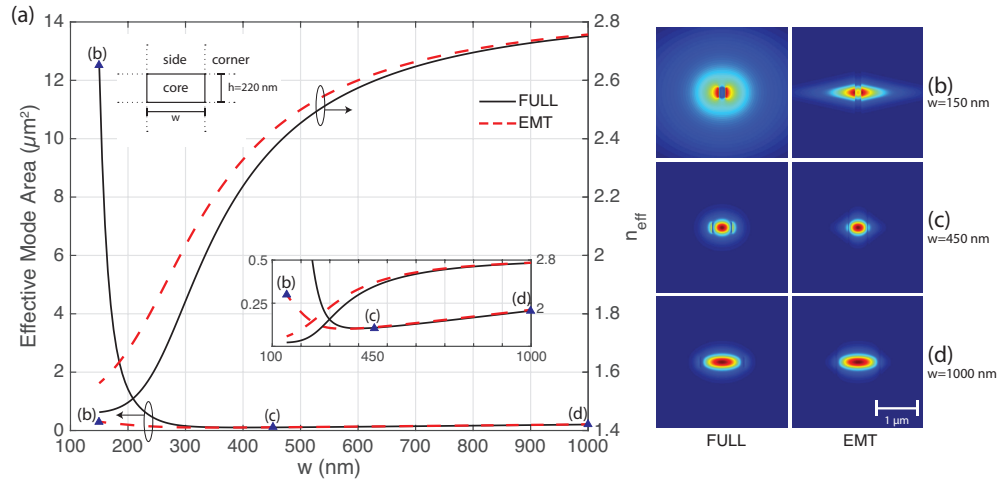 (a)
14
12
10
8
6
4
2
0
Effective Mode Area (μm²)
2.8
2.6
2.4
2.2
2
1.8
1.6
1.4
n_eff
100 200 300 400 500 600 700 800 900 1000
w (nm)
(b)
side corner
core
h=220 nm
w
FULL
EMT
0.5
0.25
2.8
2
(b)
(c)
(d)
100 450 1000
(b)
(c)
(d)
(b)
w=150 nm
(c)
w=450 nm
(d)
w=1000 nm
1 μm
FULL EMT